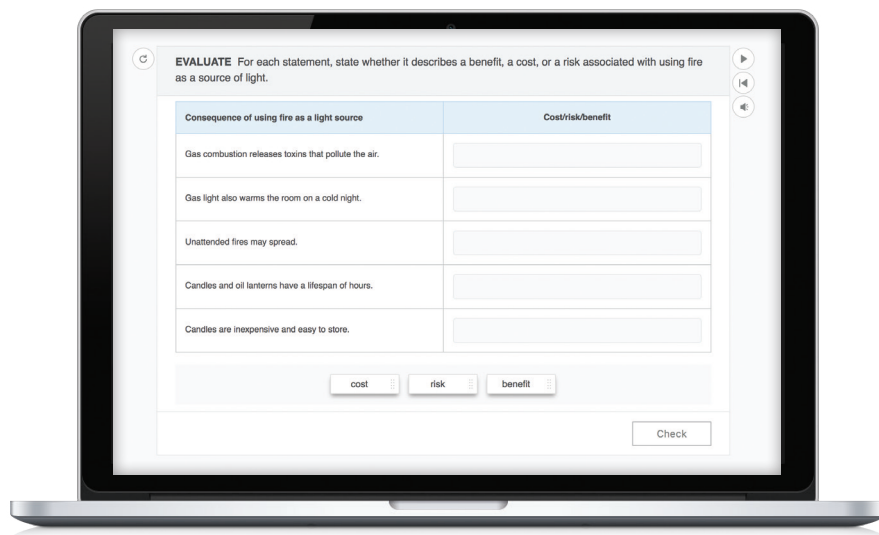 EVALUATE For each statement, state whether it describes a benefit, a cost, or a risk associated with using fire
as a source of light.
Consequence of using fire as a light source
Cost/risk/benefit
Gas combustion releases toxins that pollute the air.
Gas light also warms the room on a cold night.
Unattended fires may spread.
Candles and oil lanterns have a lifespan of hours.
Candles are inexpensive and easy to store.
cost
risk
benefit
Check